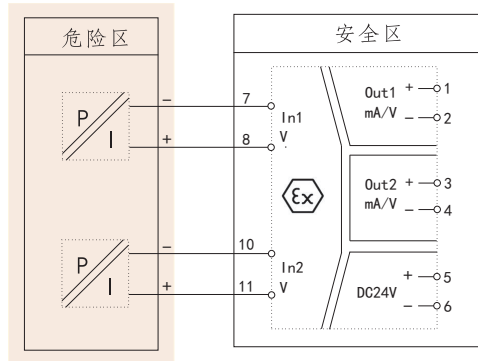 危险区
安全区
P
I
−
7
+
8
In1
V
Out1
mA/V
+
1
−
2
Ex
Out2
mA/V
+
3
−
4
P
I
−
10
+
11
In2
V
DC24V
+
5
−
6